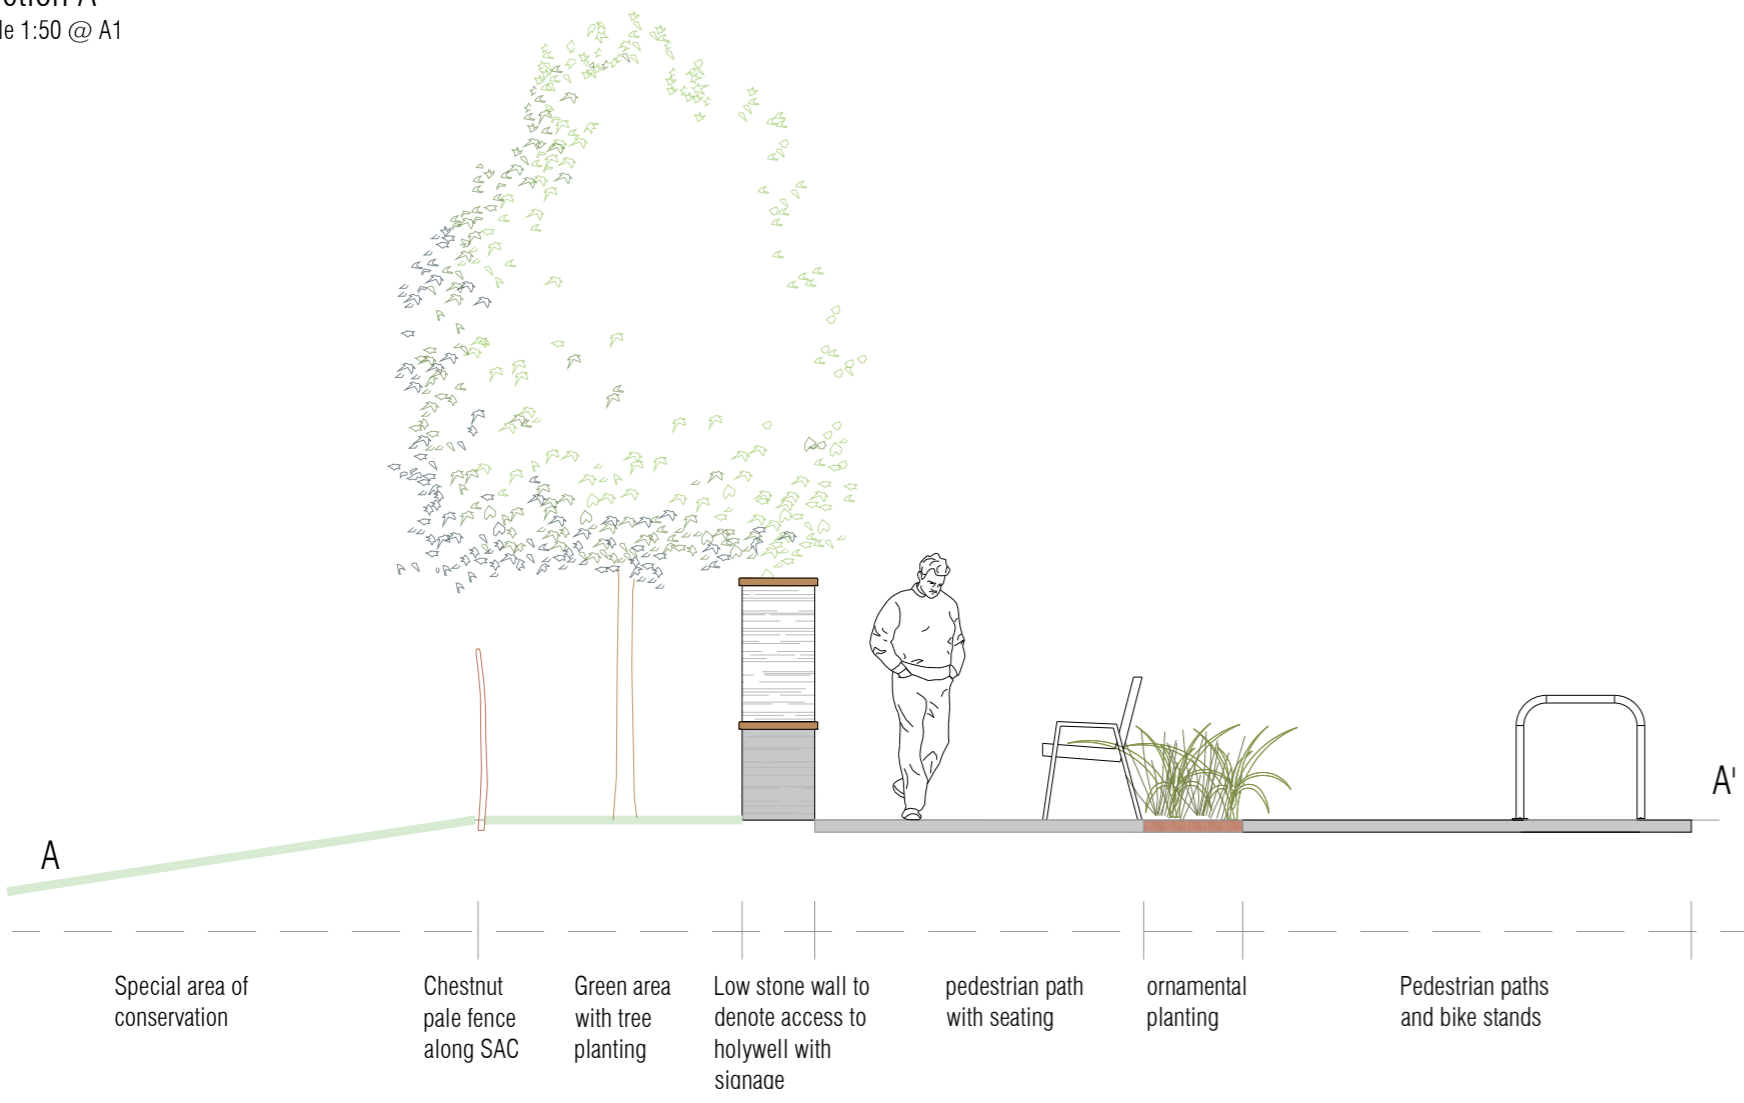 le 1:50 @ A1
A
A'
Special area of
conservation
Chestnut
pale fence
along SAC
Green area
with tree
planting
Low stone wall to
denote access to
holywell with
signage
pedestrian path
with seating
ornamental
planting
Pedestrian paths
and bike stands